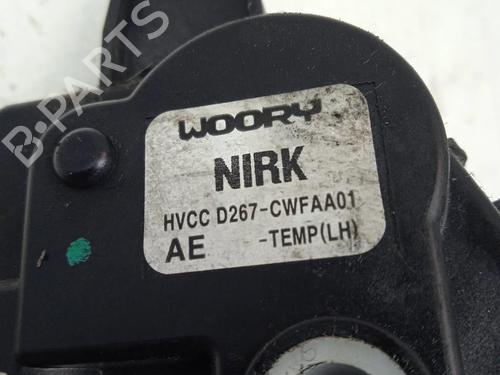 B-PARTS
WOORY
NIRK
HVCC D267-CWFAA01
AE -TEMP(LH)